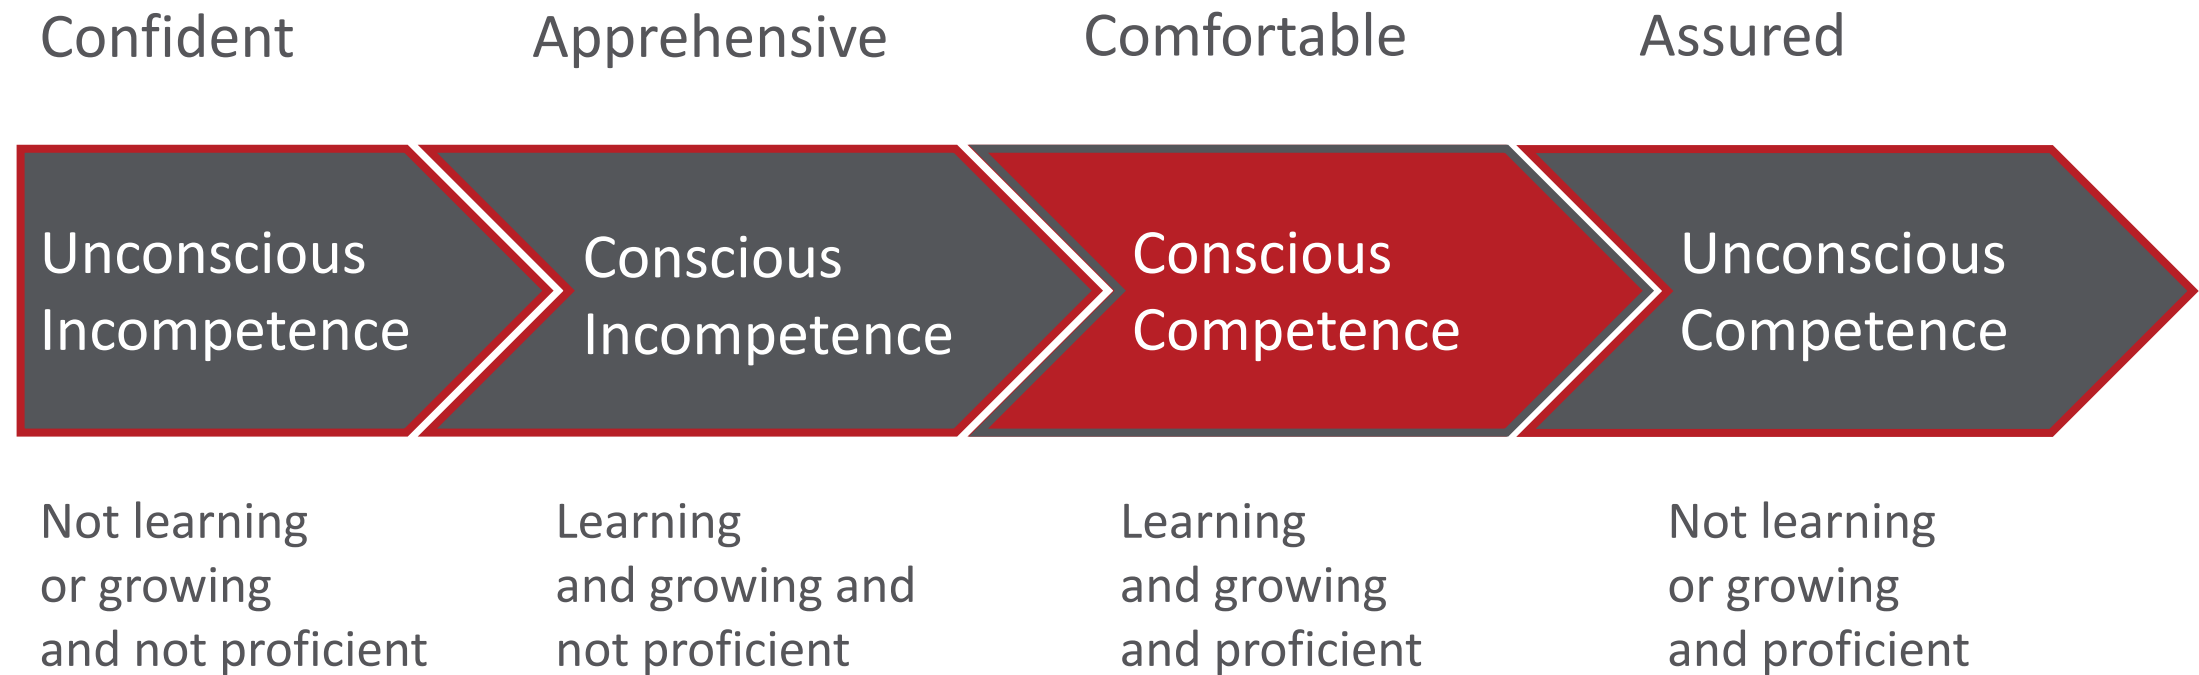 Confident
Apprehensive
Comfortable
Assured
Unconscious
Incompetence
Conscious
Incompetence
Conscious
Competence
Unconscious
Competence
Not learning
or growing
and not proficient
Learning
and growing and
not proficient
Learning
and growing
and proficient
Not learning
or growing
and proficient